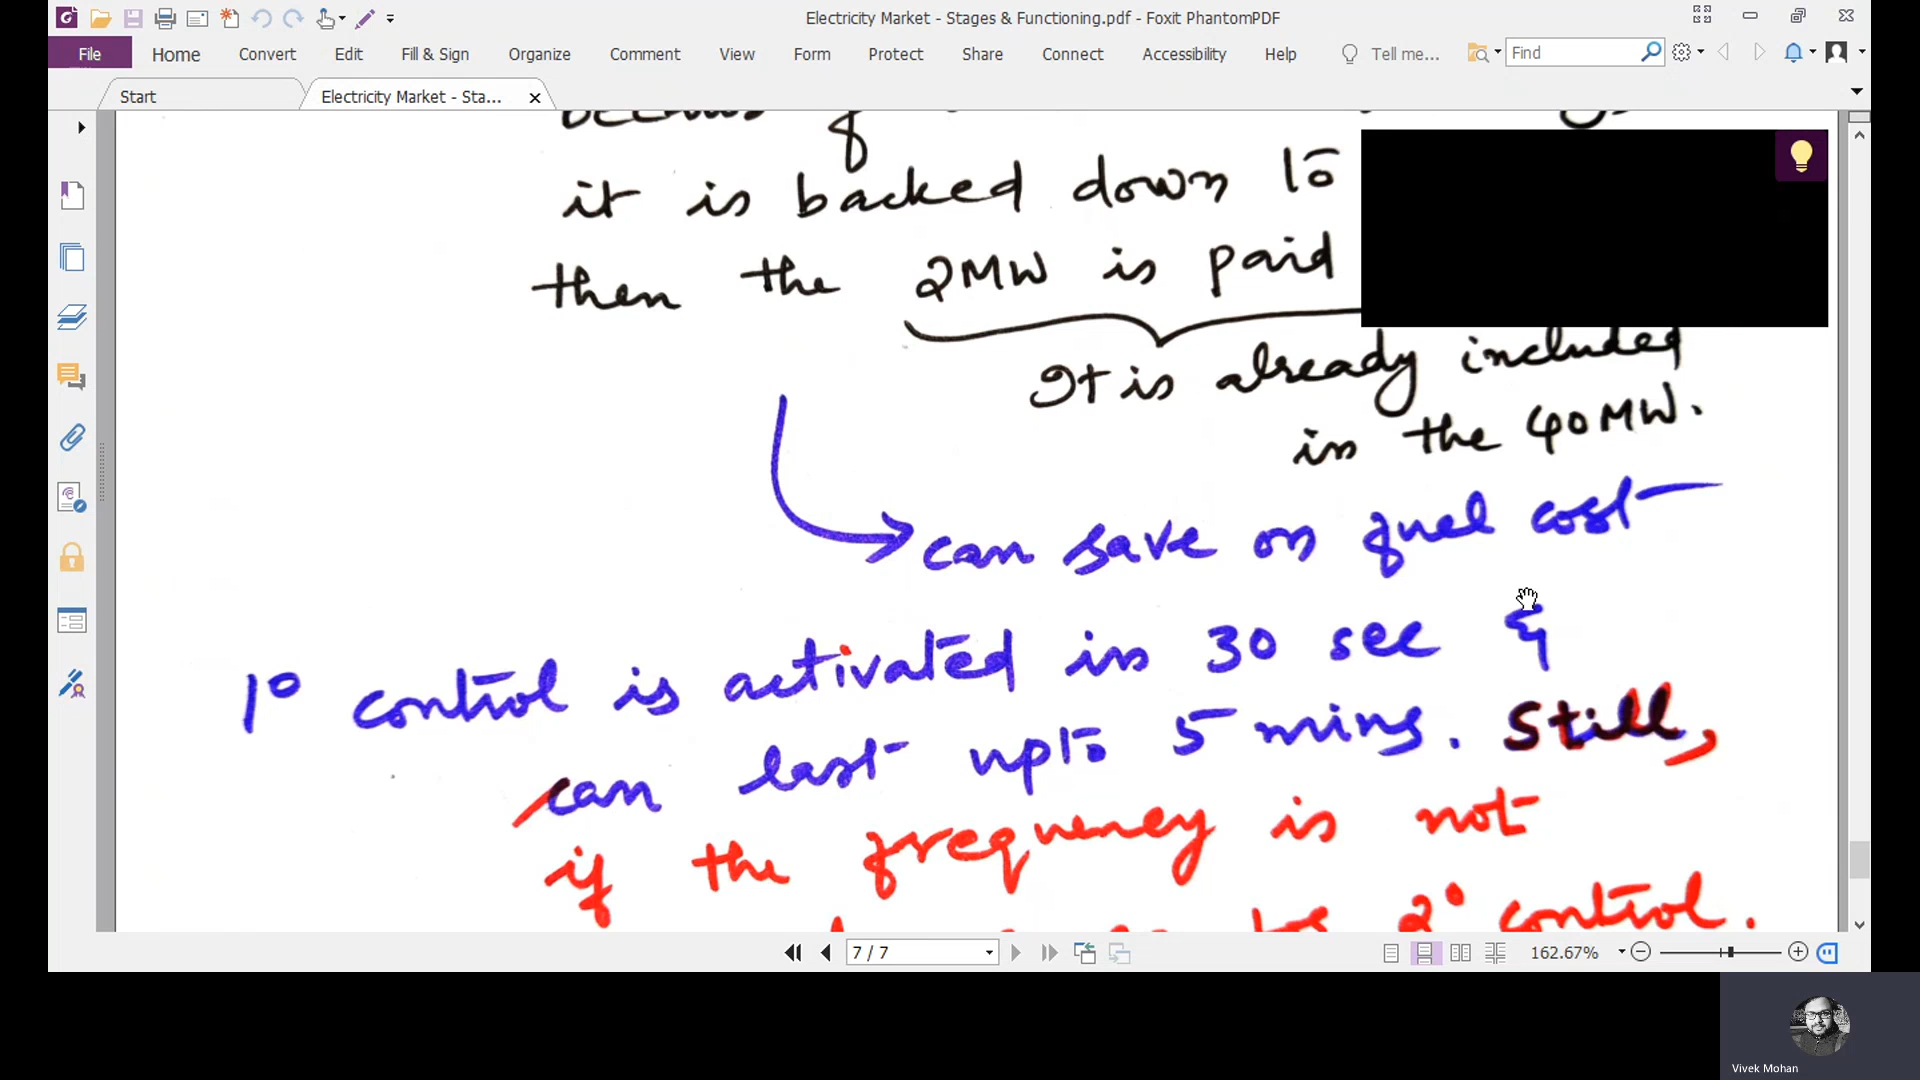 Electricity Market - Stages & Functioning.pdf - Foxit PhantomPDF
File Home Convert Edit Fill & Sign Organize Comment View Form Protect Share Connect Accessibility Help Tell me... Find
Start Electricity Market - Sta...
it is backed down to
then the 2MW is paid
It is already included
in the 40MW.
can save on fuel cost
1° control is activated in 30 sec &
can last upto 5 mins. Still,
if the frequency is not
2° control.
7 / 7 162.67%
Vivek Mohan